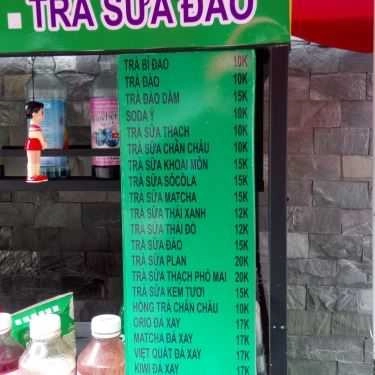 TRÀ SỮA ĐÀO
TRÀ BÍ ĐAO 10K
TRÀ ĐÀO 10K
TRÀ ĐÀO DẦM 15K
SODA Ý 10K
TRÀ SỮA THẠCH 10K
TRÀ SỮA CHÂN CHÂU 10K
TRÀ SỮA KHOAI MÔN 15K
TRÀ SỮA SÔCÔLA 15K
TRÀ SỮA MATCHA 15K
TRÀ SỮA THÁI XANH 12K
TRÀ SỮA THÁI ĐỎ 12K
TRÀ SỮA ĐÀO 15K
TRÀ SỮA PLAN 20K
TRÀ SỮA THẠCH PHÔ MAI 20K
TRÀ SỮA KEM TƯƠI 15K
HỒNG TRÀ CHÂN CHÂU 10K
ORIO ĐÁ XAY 17K
MATCHA ĐÁ XAY 17K
VIỆT QUẤT ĐÁ XAY 17K
KIWI ĐÁ XAY 17K